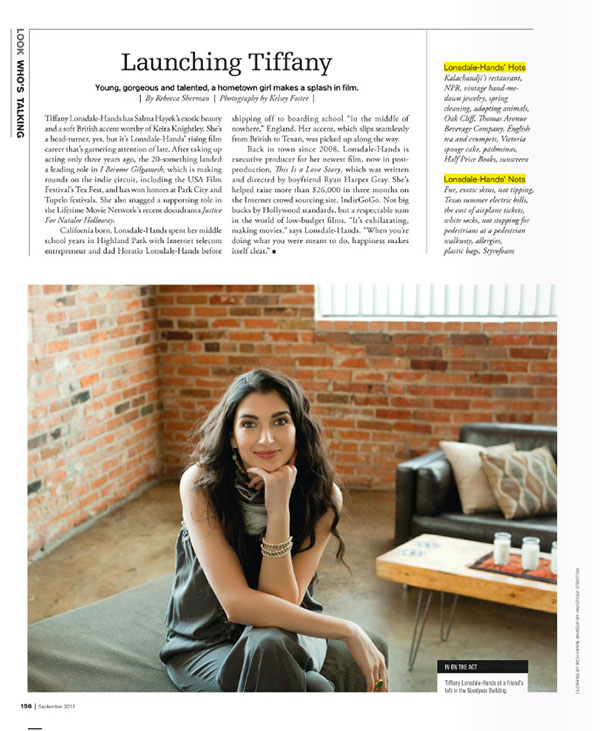 LOOK WHO'S TALKING
Launching Tiffany
Young, gorgeous and talented, a hometown girl makes a splash in film.
| By Rebecca Sherman | Photography by Kelsey Foster |
Tiffany Lonsdale-Hands has Salma Hayek's exotic beauty
and a soft British accent worthy of Keira Knightley. She's
a head-turner, yes, but it's Lonsdale-Hands' rising film
career that's garnering attention of late. After taking up
acting only three years ago, the 20-something landed
a leading role in I Become Gilgamesh, which is making
rounds on the indie circuit, including the USA Film
Festival's Tex Fest, and has won honors at Park City and
Tupelo festivals. She also snagged a supporting role in
the Lifetime Movie Network's recent docudrama Justice
For Natalee Holloway.
California born, Lonsdale-Hands spent her middle
school years in Highland Park with Internet telecom
entrepreneur and dad Horatio Lonsdale-Hands before
shipping off to boarding school "in the middle of
nowhere," England. Her accent, which slips seamlessly
from British to Texan, was picked up along the way.
Back in town since 2008, Lonsdale-Hands is
executive producer for her newest film, now in post-
production, This Is a Love Story, which was written
and directed by boyfriend Ryan Harper Gray. She's
helped raise more than $26,000 in three months on
the Internet crowd sourcing site, IndieGoGo. Not big
bucks by Hollywood standards, but a respectable sum
in the world of low-budget films. "It's exhilarating,
making movies," says Lonsdale-Hands. "When you're
doing what you were meant to do, happiness makes
itself clear." ■
Lonsdale-Hands' Hots
Kalachandji's restaurant,
NPR, vintage hand-me-
down jewelry, spring
cleaning, adopting animals,
Oak Cliff, Thomas Avenue
Beverage Company, English
tea and crumpets, Victoria
sponge cake, pashminas,
Half Price Books, sunscreen
Lonsdale-Hands' Nots
Fur, exotic skins, not tipping,
Texas summer electric bills,
the cost of airplane tickets,
white socks, not stopping for
pedestrians at a pedestrian
walkway, allergies,
plastic bags, Styrofoam
IN ON THE ACT
Tiffany Lonsdale-Hands at a friend's
loft in the Goodyear Building
156 | September 2011